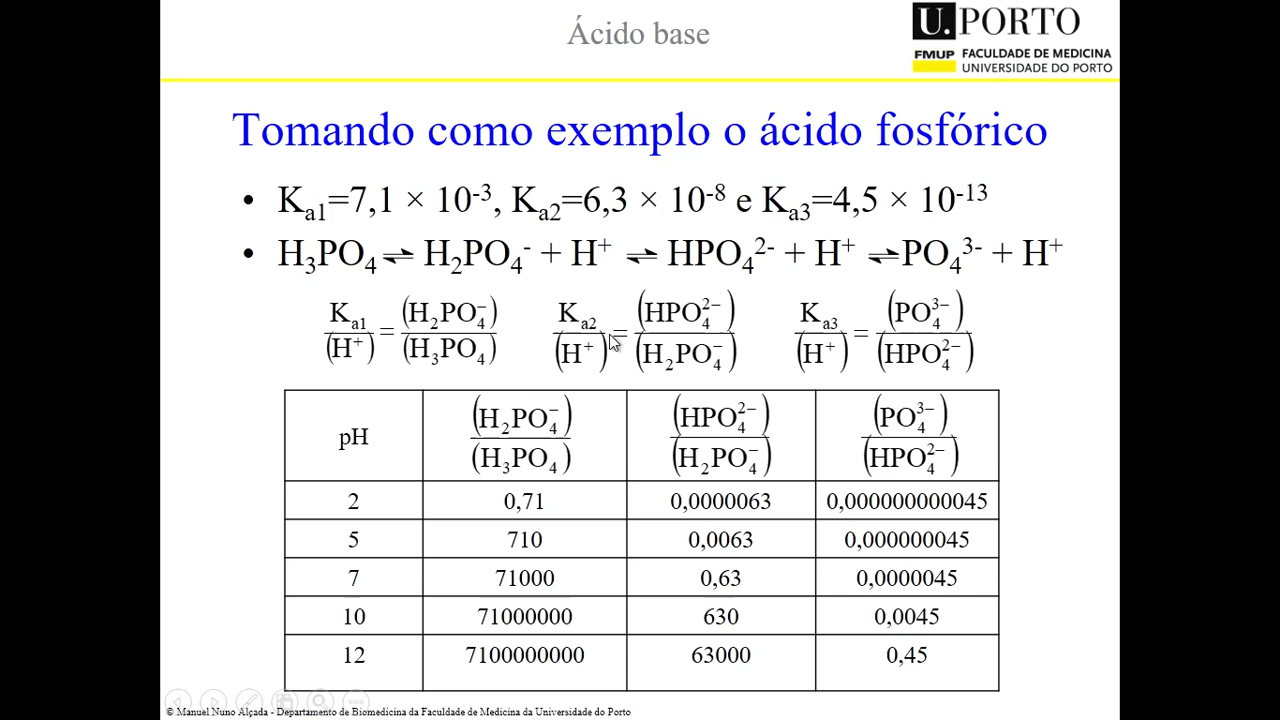 Ácido base
U.PORTO
FMUP FACULDADE DE MEDICINA
UNIVERSIDADE DO PORTO
Tomando como exemplo o ácido fosfórico
• Kₐ₁=7,1 × 10⁻³, Kₐ₂=6,3 × 10⁻⁸ e Kₐ₃=4,5 × 10⁻¹³
• H₃PO₄ ⇌ H₂PO₄⁻ + H⁺ ⇌ HPO₄²⁻ + H⁺ ⇌ PO₄³⁻ + H⁺
Kₐ₁/(H⁺) = (H₂PO₄⁻)/(H₃PO₄) Kₐ₂/(H⁺) = (HPO₄²⁻)/(H₂PO₄⁻) Kₐ₃/(H⁺) = (PO₄³⁻)/(HPO₄²⁻)
pH (H₂PO₄⁻)/(H₃PO₄) (HPO₄²⁻)/(H₂PO₄⁻) (PO₄³⁻)/(HPO₄²⁻)
2 0,71 0,0000063 0,000000000045
5 710 0,0063 0,000000045
7 71000 0,63 0,0000045
10 71000000 630 0,0045
12 7100000000 63000 0,45
© Manuel Nuno Alçada - Departamento de Biomedicina da Faculdade de Medicina da Universidade do Porto